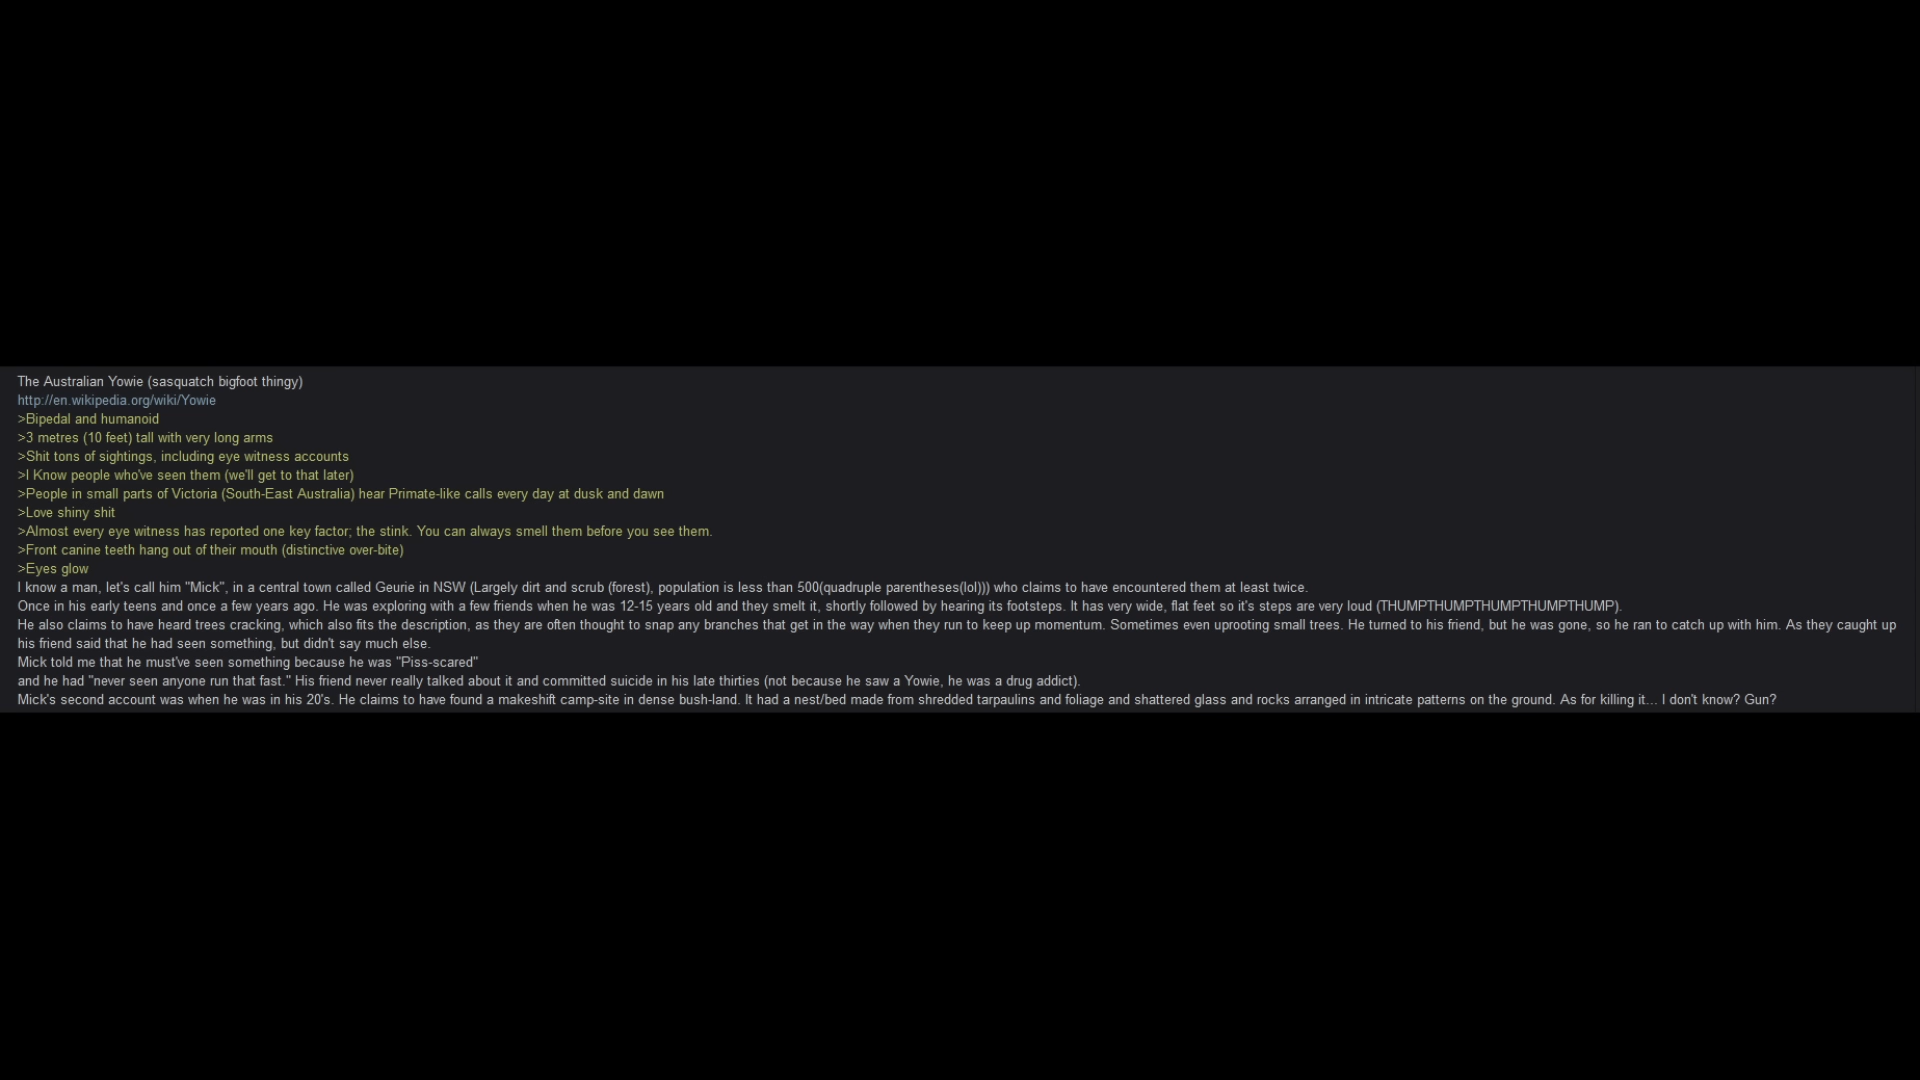 The Australian Yowie (sasquatch bigfoot thingy)
http://en.wikipedia.org/wiki/Yowie
>Bipedal and humanoid
>3 metres (10 feet) tall with very long arms
>Shit tons of sightings, including eye witness accounts
>I Know people who've seen them (we'll get to that later)
>People in small parts of Victoria (South-East Australia) hear Primate-like calls every day at dusk and dawn
>Love shiny shit
>Almost every eye witness has reported one key factor; the stink. You can always smell them before you see them.
>Front canine teeth hang out of their mouth (distinctive over-bite)
>Eyes glow
I know a man, let's call him "Mick", in a central town called Geurie in NSW (Largely dirt and scrub (forest), population is less than 500(quadruple parentheses(lol))) who claims to have encountered them at least twice.
Once in his early teens and once a few years ago. He was exploring with a few friends when he was 12-15 years old and they smelt it, shortly followed by hearing its footsteps. It has very wide, flat feet so it's steps are very loud (THUMPTHUMPTHUMPTHUMPTHUMP).
He also claims to have heard trees cracking, which also fits the description, as they are often thought to snap any branches that get in the way when they run to keep up momentum. Sometimes even uprooting small trees. He turned to his friend, but he was gone, so he ran to catch up with him. As they caught up
his friend said that he had seen something, but didn't say much else.
Mick told me that he must've seen something because he was "Piss-scared"
and he had "never seen anyone run that fast." His friend never really talked about it and committed suicide in his late thirties (not because he saw a Yowie, he was a drug addict).
Mick's second account was when he was in his 20's. He claims to have found a makeshift camp-site in dense bush-land. It had a nest/bed made from shredded tarpaulins and foliage and shattered glass and rocks arranged in intricate patterns on the ground. As for killing it... I don't know? Gun?